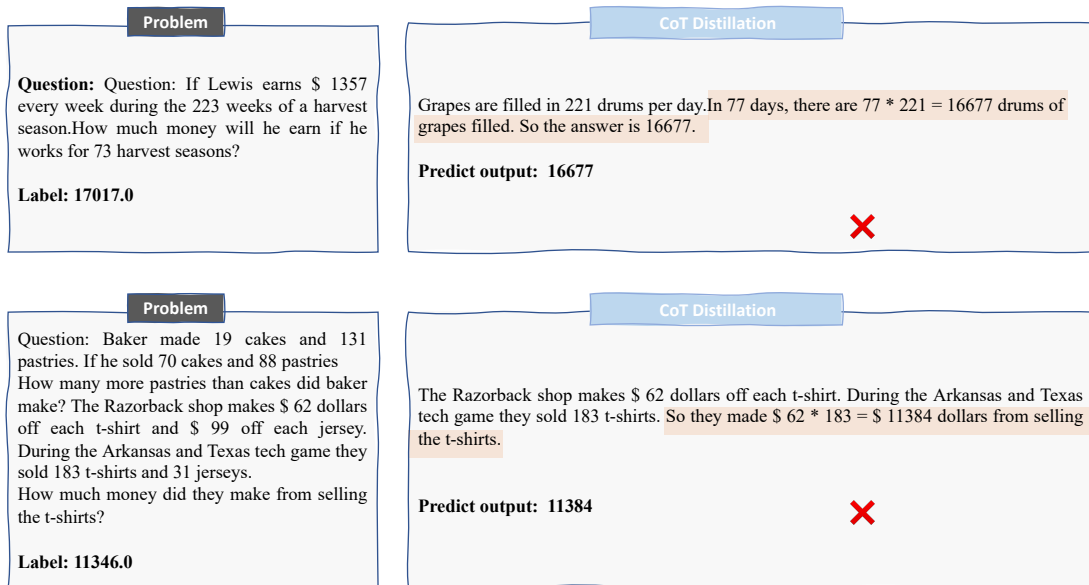 Problem
Question: Question: If Lewis earns $ 1357
every week during the 223 weeks of a harvest
season.How much money will he earn if he
works for 73 harvest seasons?
Label: 17017.0
CoT Distillation
Grapes are filled in 221 drums per day.In 77 days, there are 77 * 221 = 16677 drums of
grapes filled. So the answer is 16677.
Predict output: 16677
Problem
Question: Baker made 19 cakes and 131
pastries. If he sold 70 cakes and 88 pastries
How many more pastries than cakes did baker
make? The Razorback shop makes $ 62 dollars
off each t-shirt and $ 99 off each jersey.
During the Arkansas and Texas tech game they
sold 183 t-shirts and 31 jerseys.
How much money did they make from selling
the t-shirts?
Label: 11346.0
CoT Distillation
The Razorback shop makes $ 62 dollars off each t-shirt. During the Arkansas and Texas
tech game they sold 183 t-shirts. So they made $ 62 * 183 = $ 11384 dollars from selling
the t-shirts.
Predict output: 11384